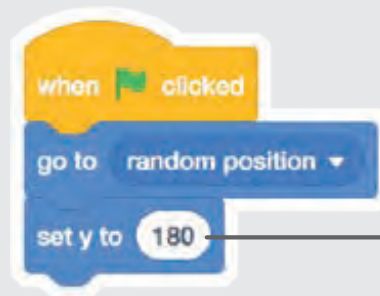 when clicked
go to random position
set y to 180